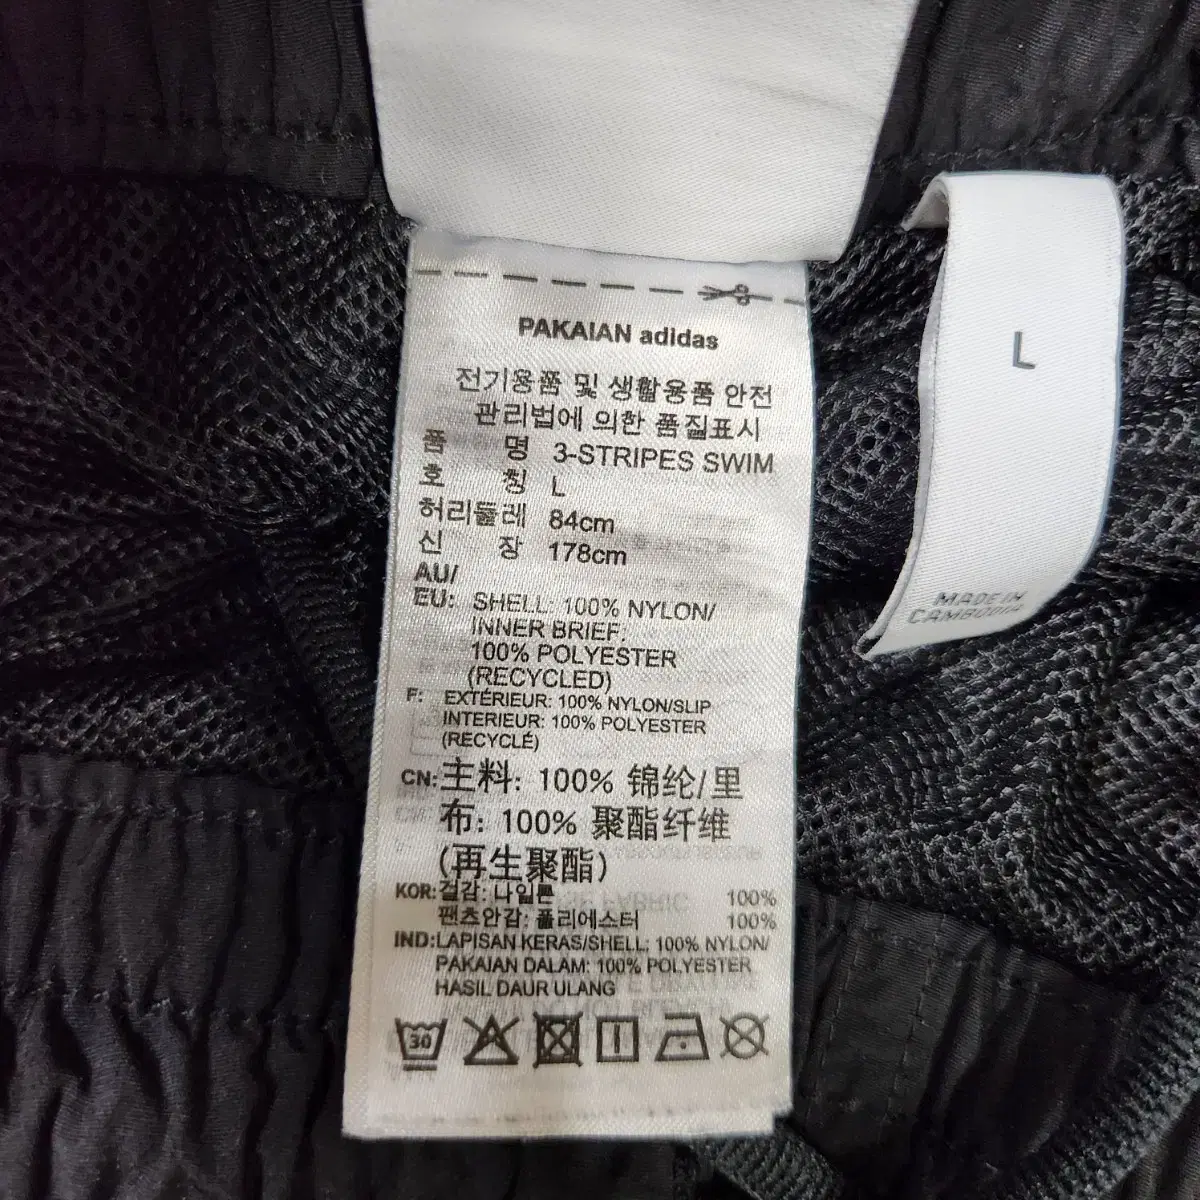 PAKAIAN adidas
전기용품 및 생활용품 안전
관리법에 의한 품질표시
품 명 3-STRIPES SWIM
호 칭 L
허리둘레 84cm
신 장 178cm
AU/
EU: SHELL: 100% NYLON/
INNER BRIEF:
100% POLYESTER
(RECYCLED)
F: EXTÉRIEUR: 100% NYLON/SLIP
INTERIEUR: 100% POLYESTER
(RECYCLÉ)
CN: 主料: 100% 锦纶/里
布: 100% 聚酯纤维
(再生聚酯)
KOR: 겉감: 나일론 100%
팬츠안감: 폴리에스터 100%
IND: LAPISAN KERAS/SHELL: 100% NYLON/
PAKAIAN DALAM: 100% POLYESTER
HASIL DAUR ULANG
30
L
MADE IN
CAMBODIA